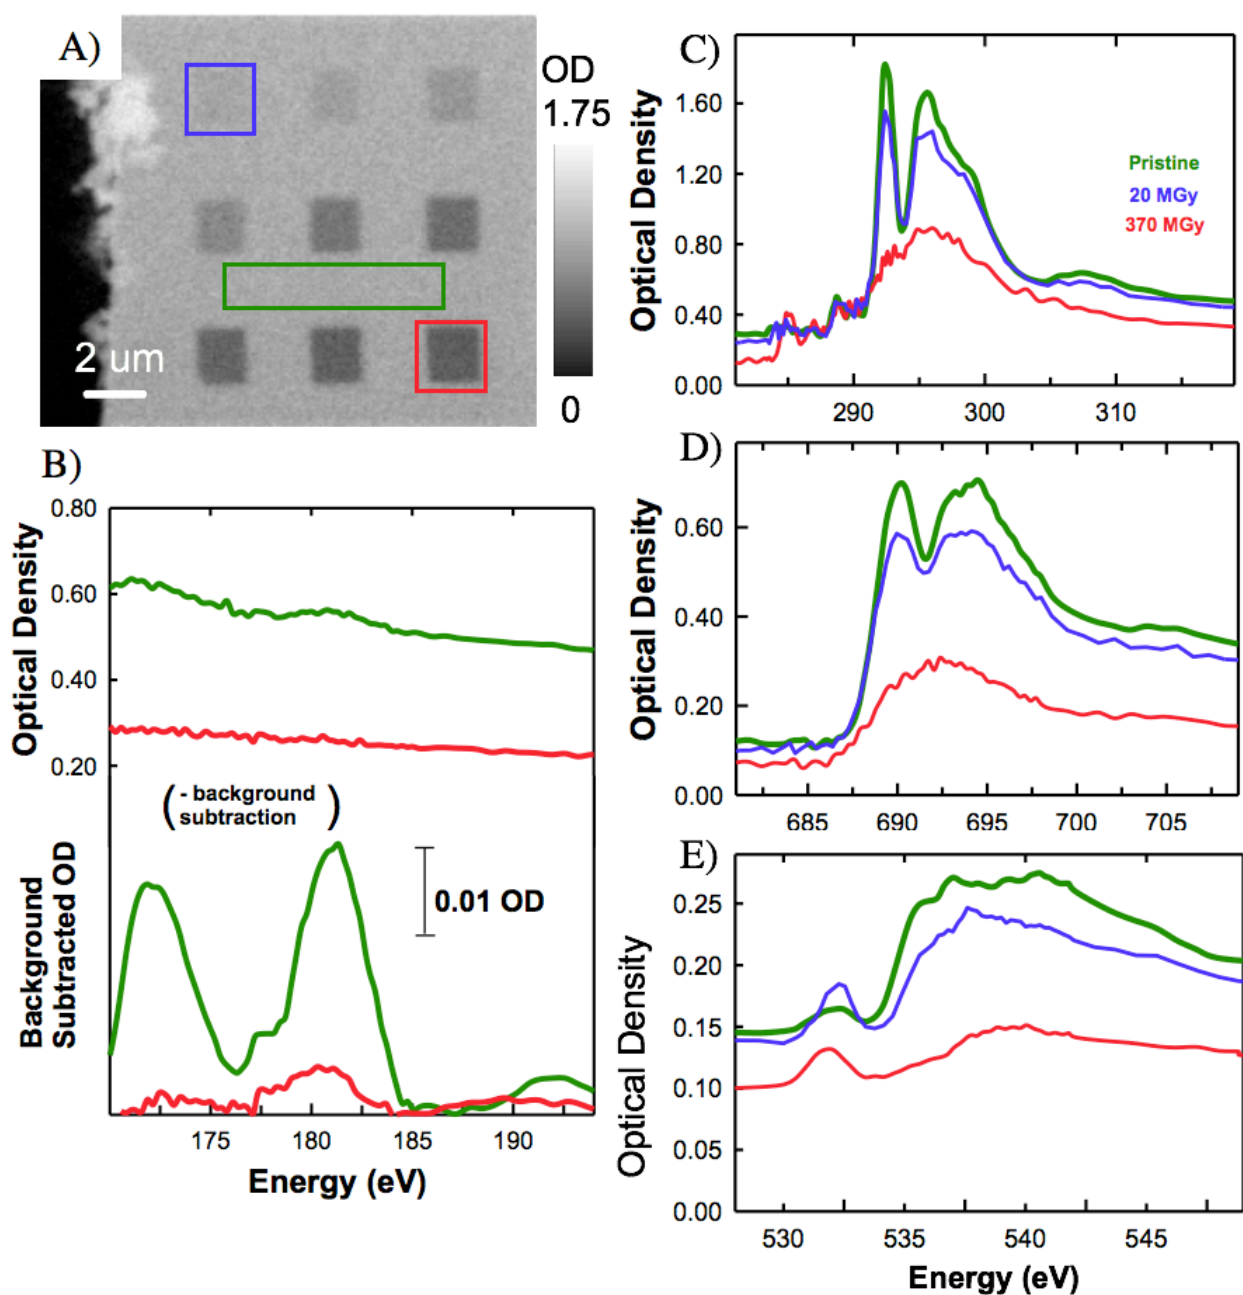 A)
OD
1.75
0
2 um
B)
Optical Density
0.80
0.60
0.40
0.20
( - background
subtraction )
Background
Subtracted OD
0.01 OD
175 180 185 190
Energy (eV)
C)
Optical Density
1.60
1.20
0.80
0.40
0.00
Pristine
20 MGy
370 MGy
290 300 310
D)
Optical Density
0.60
0.40
0.20
0.00
685 690 695 700 705
E)
Optical Density
0.25
0.20
0.15
0.10
0.05
0.00
530 535 540 545
Energy (eV)